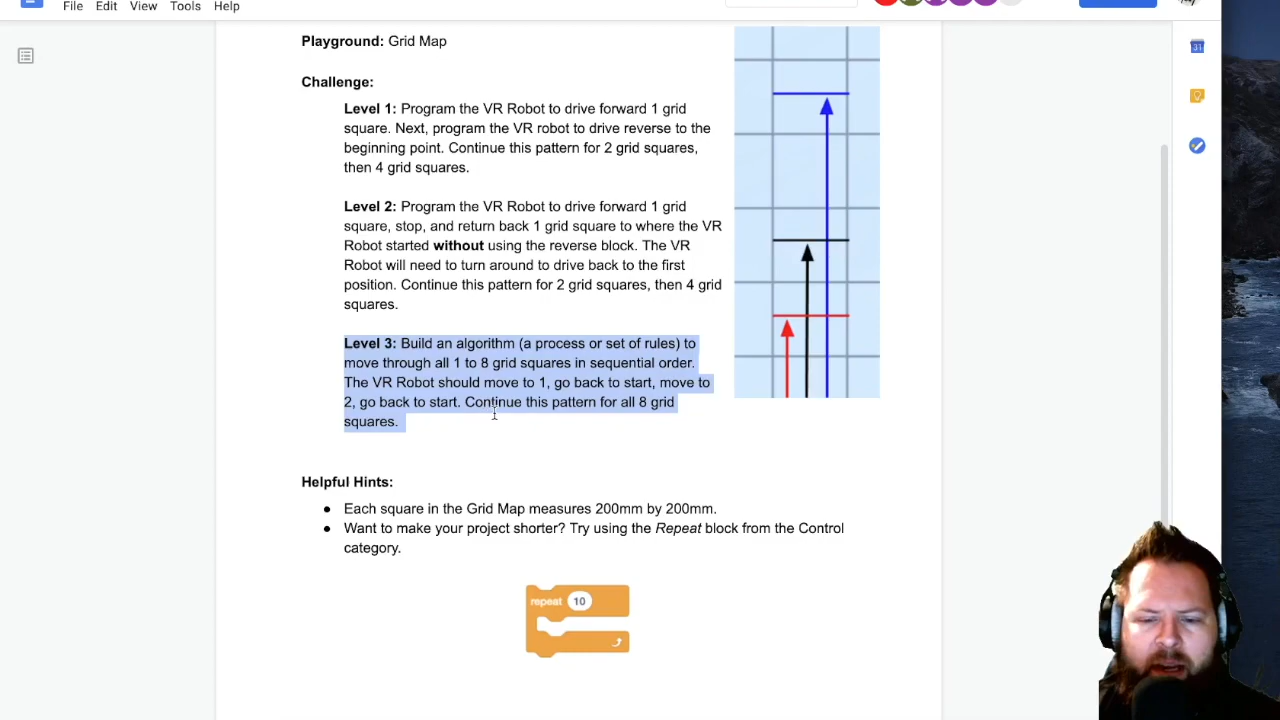 File Edit View Tools Help
Playground: Grid Map
31
Challenge:
Level 1: Program the VR Robot to drive forward 1 grid
square. Next, program the VR robot to drive reverse to the
beginning point. Continue this pattern for 2 grid squares,
then 4 grid squares.
Level 2: Program the VR Robot to drive forward 1 grid
square, stop, and return back 1 grid square to where the VR
Robot started without using the reverse block. The VR
Robot will need to turn around to drive back to the first
position. Continue this pattern for 2 grid squares, then 4 grid
squares.
Level 3: Build an algorithm (a process or set of rules) to
move through all 1 to 8 grid squares in sequential order.
The VR Robot should move to 1, go back to start, move to
2, go back to start. Continue this pattern for all 8 grid
squares.
Helpful Hints:
● Each square in the Grid Map measures 200mm by 200mm.
● Want to make your project shorter? Try using the Repeat block from the Control
category.
repeat 10